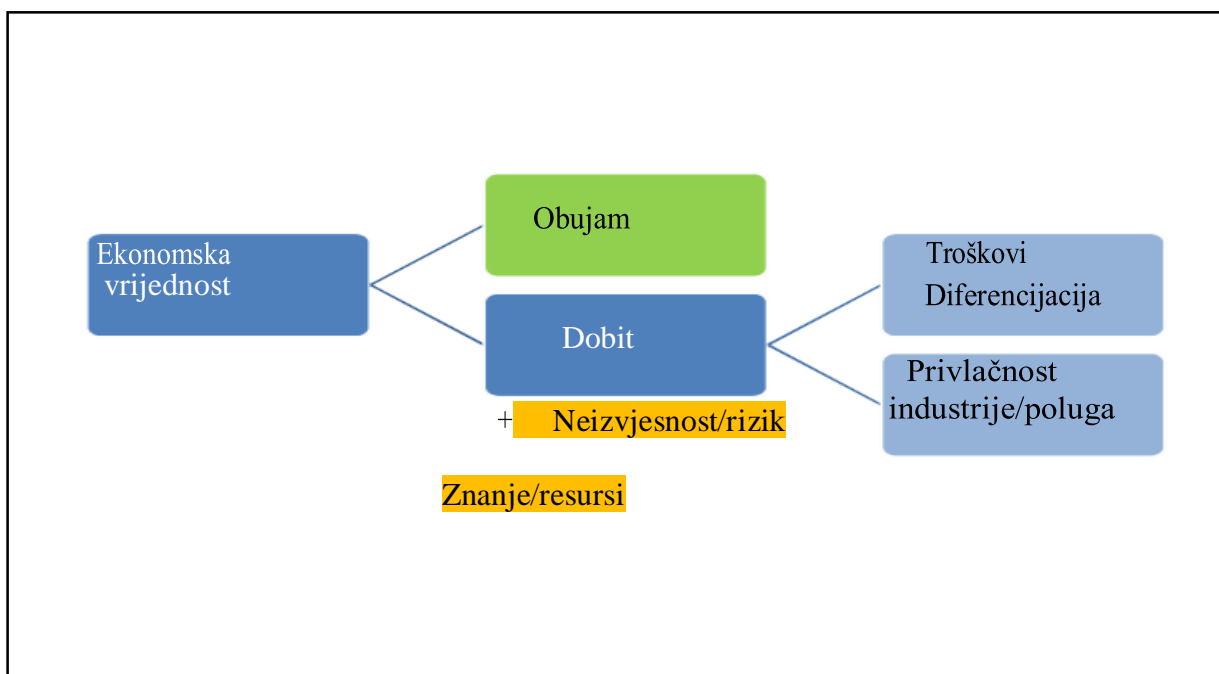 Ekonomska
vrijednost
Obujam
Dobit
+ Neizvjesnost/rizik
Znanje/resursi
Troškovi
Diferencijacija
Privlačnost
industrije/poluga